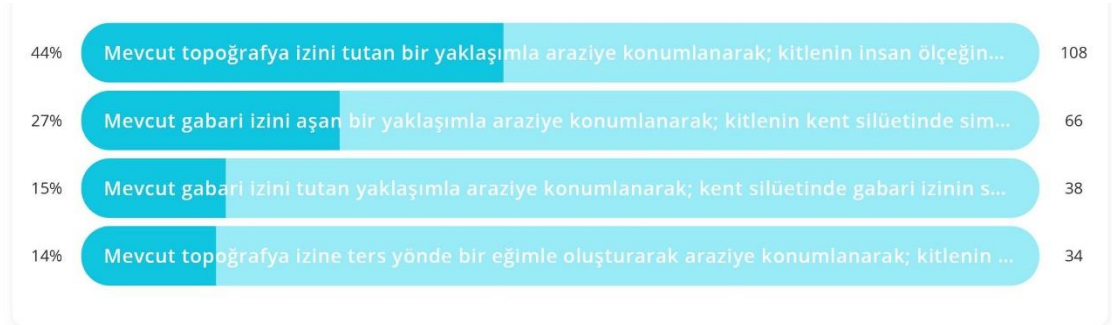 44% Mevcut topoğrafya izini tutan bir yaklaşımla araziye konumlanarak; kitlenin insan ölçeğin... 108
27% Mevcut gabari izini aşan bir yaklaşımla araziye konumlanarak; kitlenin kent silüetinde sim... 66
15% Mevcut gabari izini tutan yaklaşımla araziye konumlanarak; kent silüetinde gabari izinin s... 38
14% Mevcut topoğrafya izine ters yönde bir eğimle oluşturarak araziye konumlanarak; kitlenin ... 34